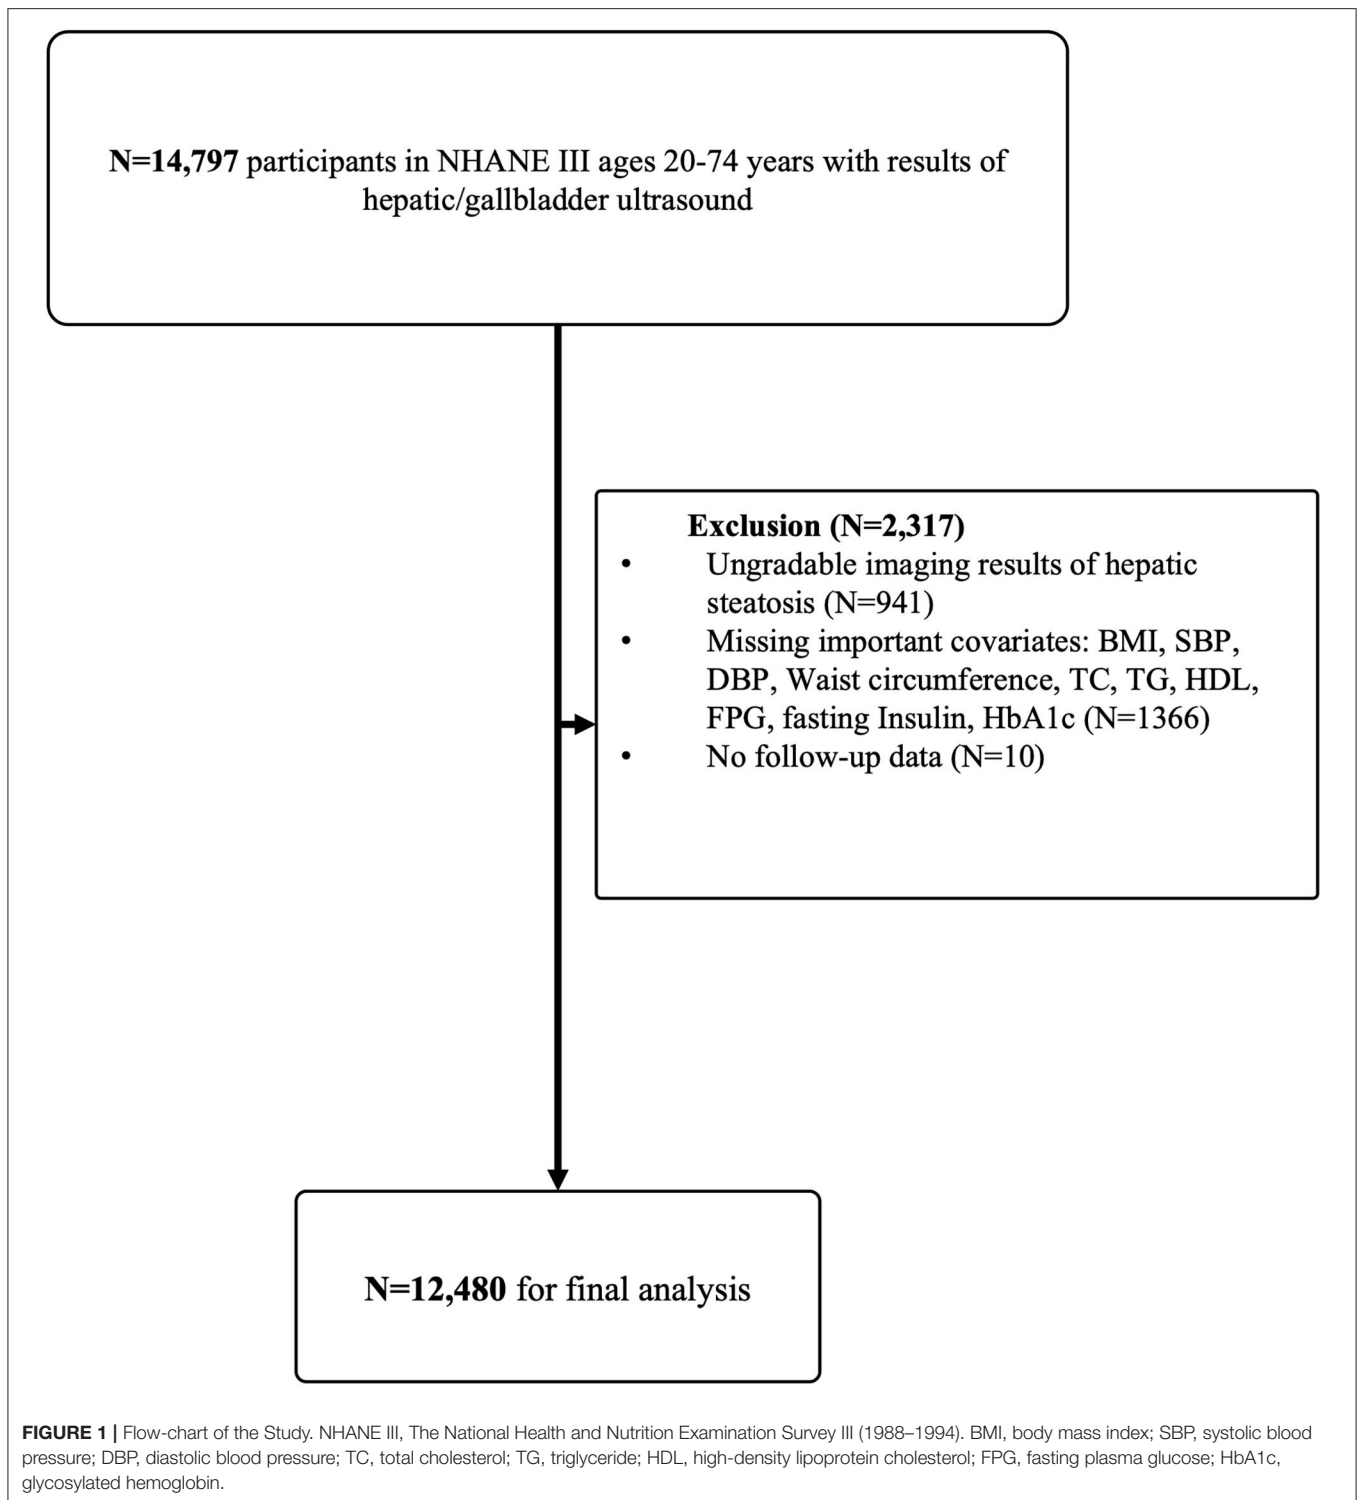 N=14,797 participants in NHANE III ages 20-74 years with results of
hepatic/gallbladder ultrasound
Exclusion (N=2,317)
• Ungradable imaging results of hepatic
steatosis (N=941)
• Missing important covariates: BMI, SBP,
DBP, Waist circumference, TC, TG, HDL,
FPG, fasting Insulin, HbA1c (N=1366)
• No follow-up data (N=10)
N=12,480 for final analysis
FIGURE 1 | Flow-chart of the Study. NHANE III, The National Health and Nutrition Examination Survey III (1988–1994). BMI, body mass index; SBP, systolic blood
pressure; DBP, diastolic blood pressure; TC, total cholesterol; TG, triglyceride; HDL, high-density lipoprotein cholesterol; FPG, fasting plasma glucose; HbA1c,
glycosylated hemoglobin.